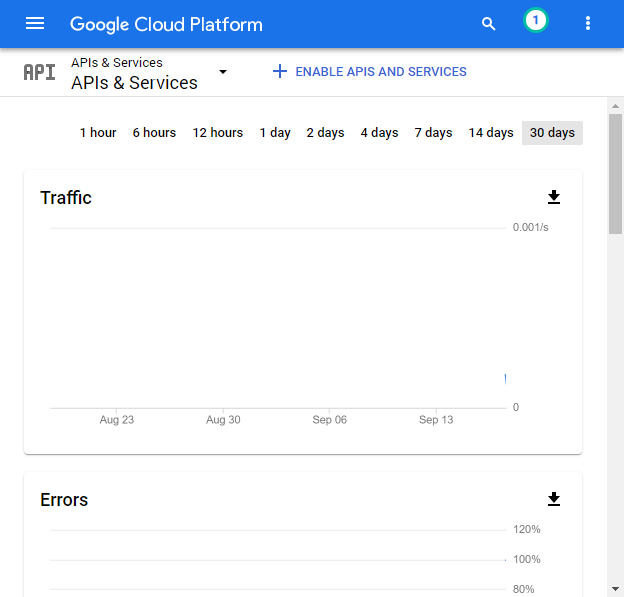 Google Cloud Platform
1
API
APIs & Services
APIs & Services
ENABLE APIS AND SERVICES
1 hour 6 hours 12 hours 1 day 2 days 4 days 7 days 14 days 30 days
Traffic
0.001/s
0
Aug 23 Aug 30 Sep 06 Sep 13
Errors
120%
100%
80%